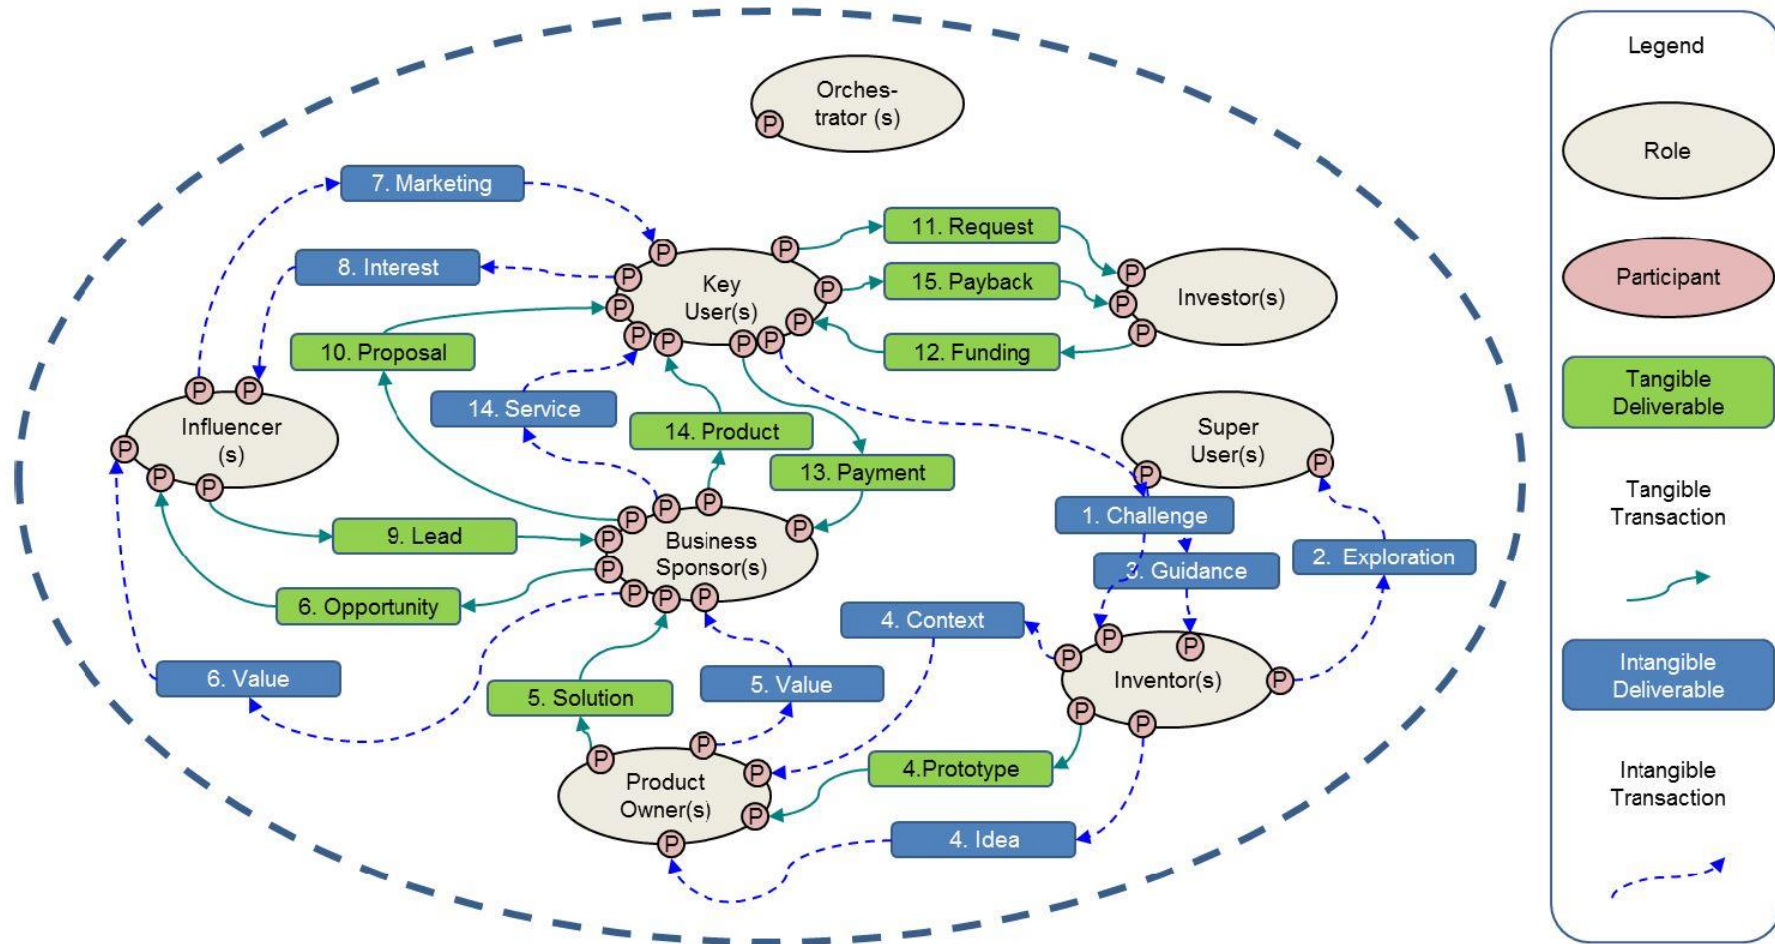 Orches-
trator (s)
P
7. Marketing
11. Request
P
P
8. Interest
P
Key
User(s)
15. Payback
P
P
Investor(s)
P
P
P
10. Proposal
P
P
P
P
P
12. Funding
P
P
P
14. Service
Influencer
(s)
P
14. Product
Super
User(s)
P
P
P
P
13. Payment
P
P
P
P
9. Lead
P
Business
Sponsor(s)
1. Challenge
P
2. Exploration
3. Guidance
6. Opportunity
P
P
P
4. Context
P
P
P
6. Value
5. Solution
5. Value
Inventor(s)
P
P
P
P
P
Product
Owner(s)
P
4.Prototype
P
P
4. Idea
Legend
Role
Participant
Tangible
Deliverable
Tangible
Transaction
Intangible
Deliverable
Intangible
Transaction